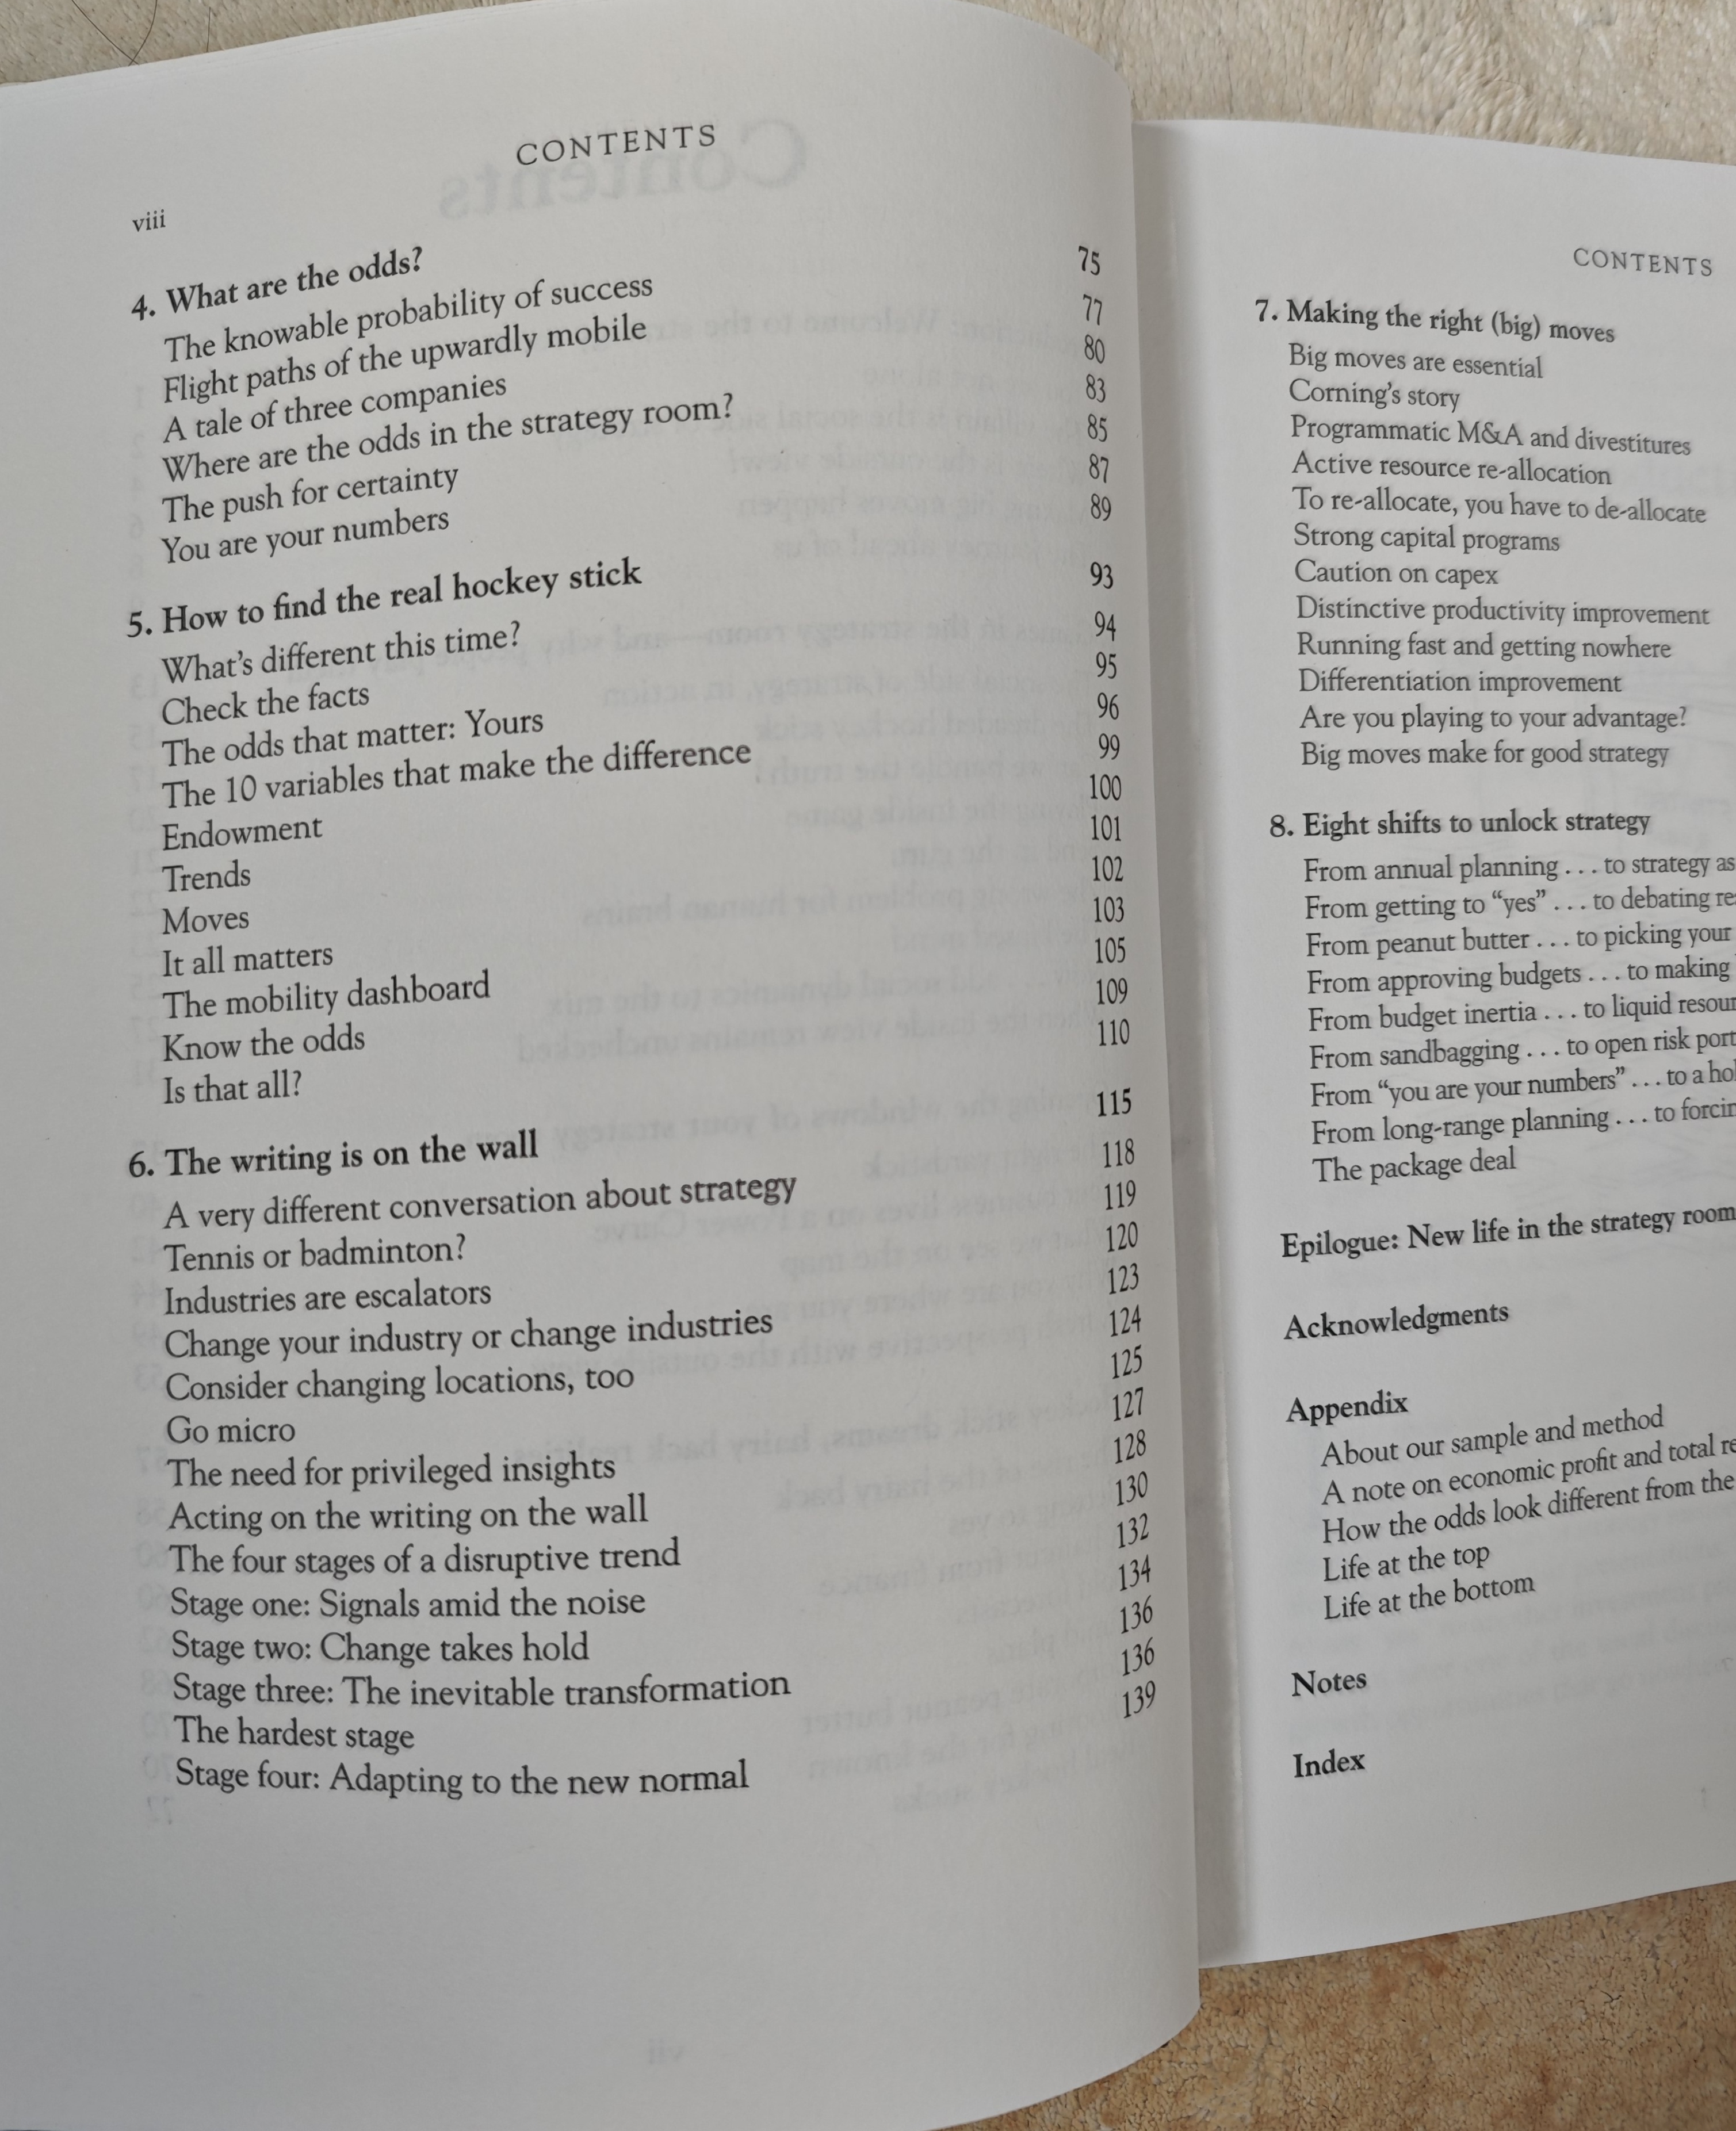 CONTENTS
viii
4. What are the odds? 75
The knowable probability of success 77
Flight paths of the upwardly mobile 80
A tale of three companies 83
Where are the odds in the strategy room? 85
The push for certainty 87
You are your numbers 89
5. How to find the real hockey stick 93
What's different this time? 94
Check the facts 95
The odds that matter: Yours 96
The 10 variables that make the difference 99
Endowment 100
Trends 101
Moves 102
It all matters 103
The mobility dashboard 105
Know the odds 109
Is that all? 110
6. The writing is on the wall 115
A very different conversation about strategy 118
Tennis or badminton? 119
Industries are escalators 120
Change your industry or change industries 123
Consider changing locations, too 124
Go micro 125
The need for privileged insights 127
Acting on the writing on the wall 128
The four stages of a disruptive trend 130
Stage one: Signals amid the noise 132
Stage two: Change takes hold 134
Stage three: The inevitable transformation 136
The hardest stage 136
Stage four: Adapting to the new normal 139
CONTENTS
7. Making the right (big) moves
Big moves are essential
Corning's story
Programmatic M&A and divestitures
Active resource re-allocation
To re-allocate, you have to de-allocate
Strong capital programs
Caution on capex
Distinctive productivity improvement
Running fast and getting nowhere
Differentiation improvement
Are you playing to your advantage?
Big moves make for good strategy
8. Eight shifts to unlock strategy
From annual planning . . . to strategy as
From getting to "yes" . . . to debating
From peanut butter . . . to picking your
From approving budgets . . . to making
From budget inertia . . . to liquid
From sandbagging . . . to open risk
From "you are your numbers" . . . to a
From long-range planning . . . to
The package deal
Epilogue: New life in the strategy room
Acknowledgments
Appendix
About our sample and method
A note on economic profit and total
How the odds look different from the
Life at the top
Life at the bottom
Notes
Index